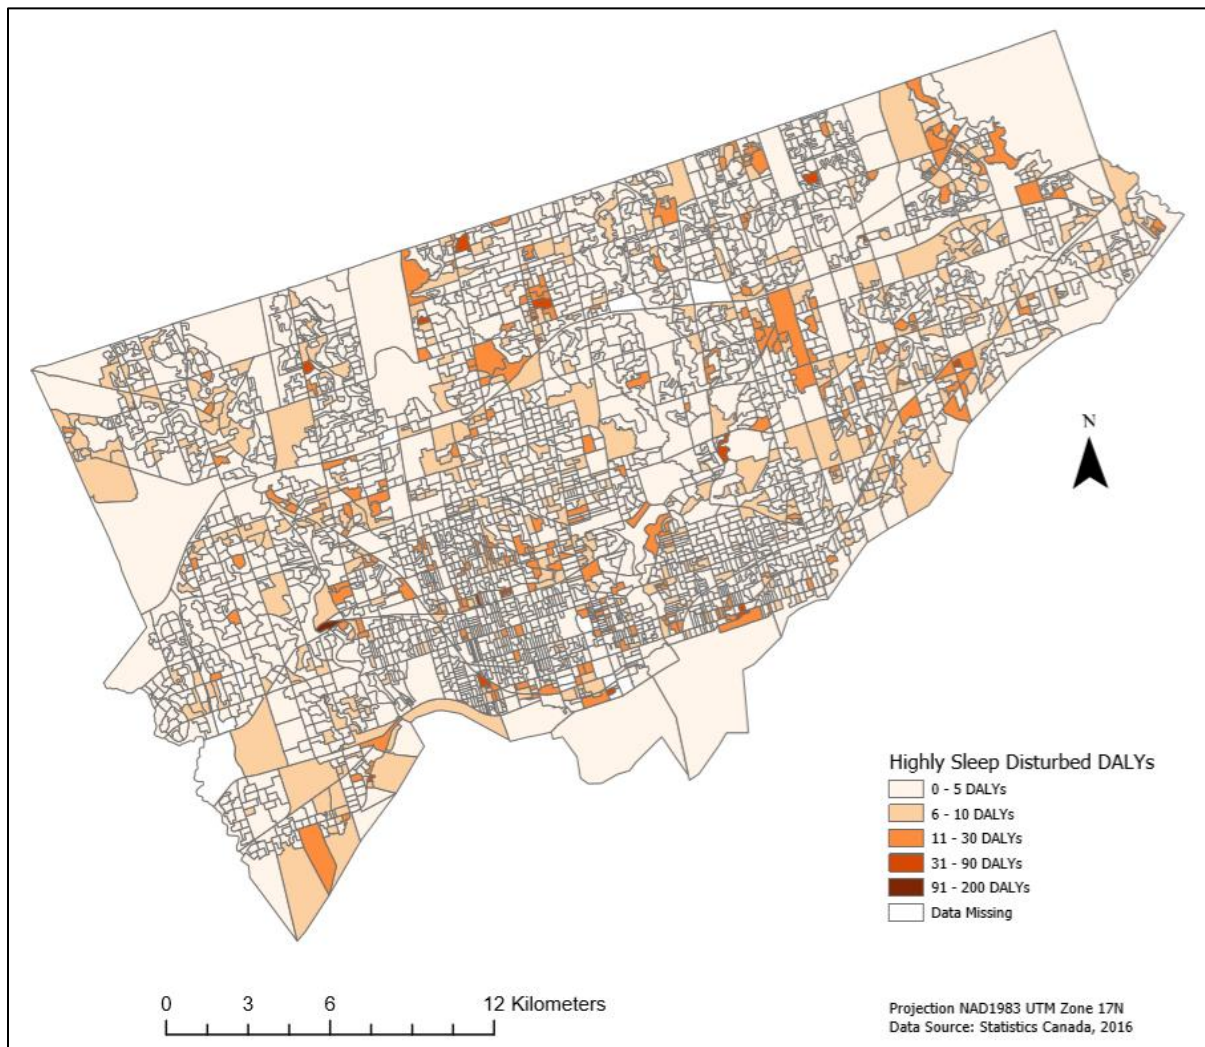 N
Highly Sleep Disturbed DALYs
0 - 5 DALYs
6 - 10 DALYs
11 - 30 DALYs
31 - 90 DALYs
91 - 200 DALYs
Data Missing
0 3 6 12 Kilometers
Projection NAD1983 UTM Zone 17N
Data Source: Statistics Canada, 2016